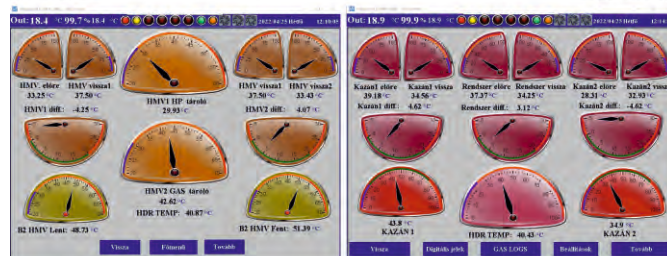 Out: 18.4 °C 99.7 % 18.4 °C 2022/04/25 Hétfő
HMV. előre HMV vissza1 HMV vissza1 HMV vissza2
33.25 °C 37.50 °C 37.50 °C 33.43 °C
HMV1 HP tároló
29.93 °C
HMV1 diff.: -4.25 °C HMV2 diff.: 4.07 °C
HMV2 GAS tároló
42.62 °C
HDR TEMP: 40.87 °C
B2 HMV Lent: 48.73 °C B2 HMV Fent: 51.39 °C
Vissza Főmenü Tovább
Out: 18.9 °C 99.9 % 18.9 °C 2022/04/25 Hétfő
Kazán1 előre Kazán1 vissza Rendszer előre Rendszer vissza Kazán2 előre Kazán2 vissza
39.18 °C 34.56 °C 37.37 °C 34.25 °C 28.31 °C 32.93 °C
Kazán1 diff.: 4.62 °C Rendszer diff.: 3.12 °C Kazán2 diff.: -4.62 °C
43.8 °C 34.9 °C
KAZÁN 1 HDR TEMP: 40.43 °C KAZÁN 2
Vissza Digitális jelek GAS LOGS Beállítások Tovább